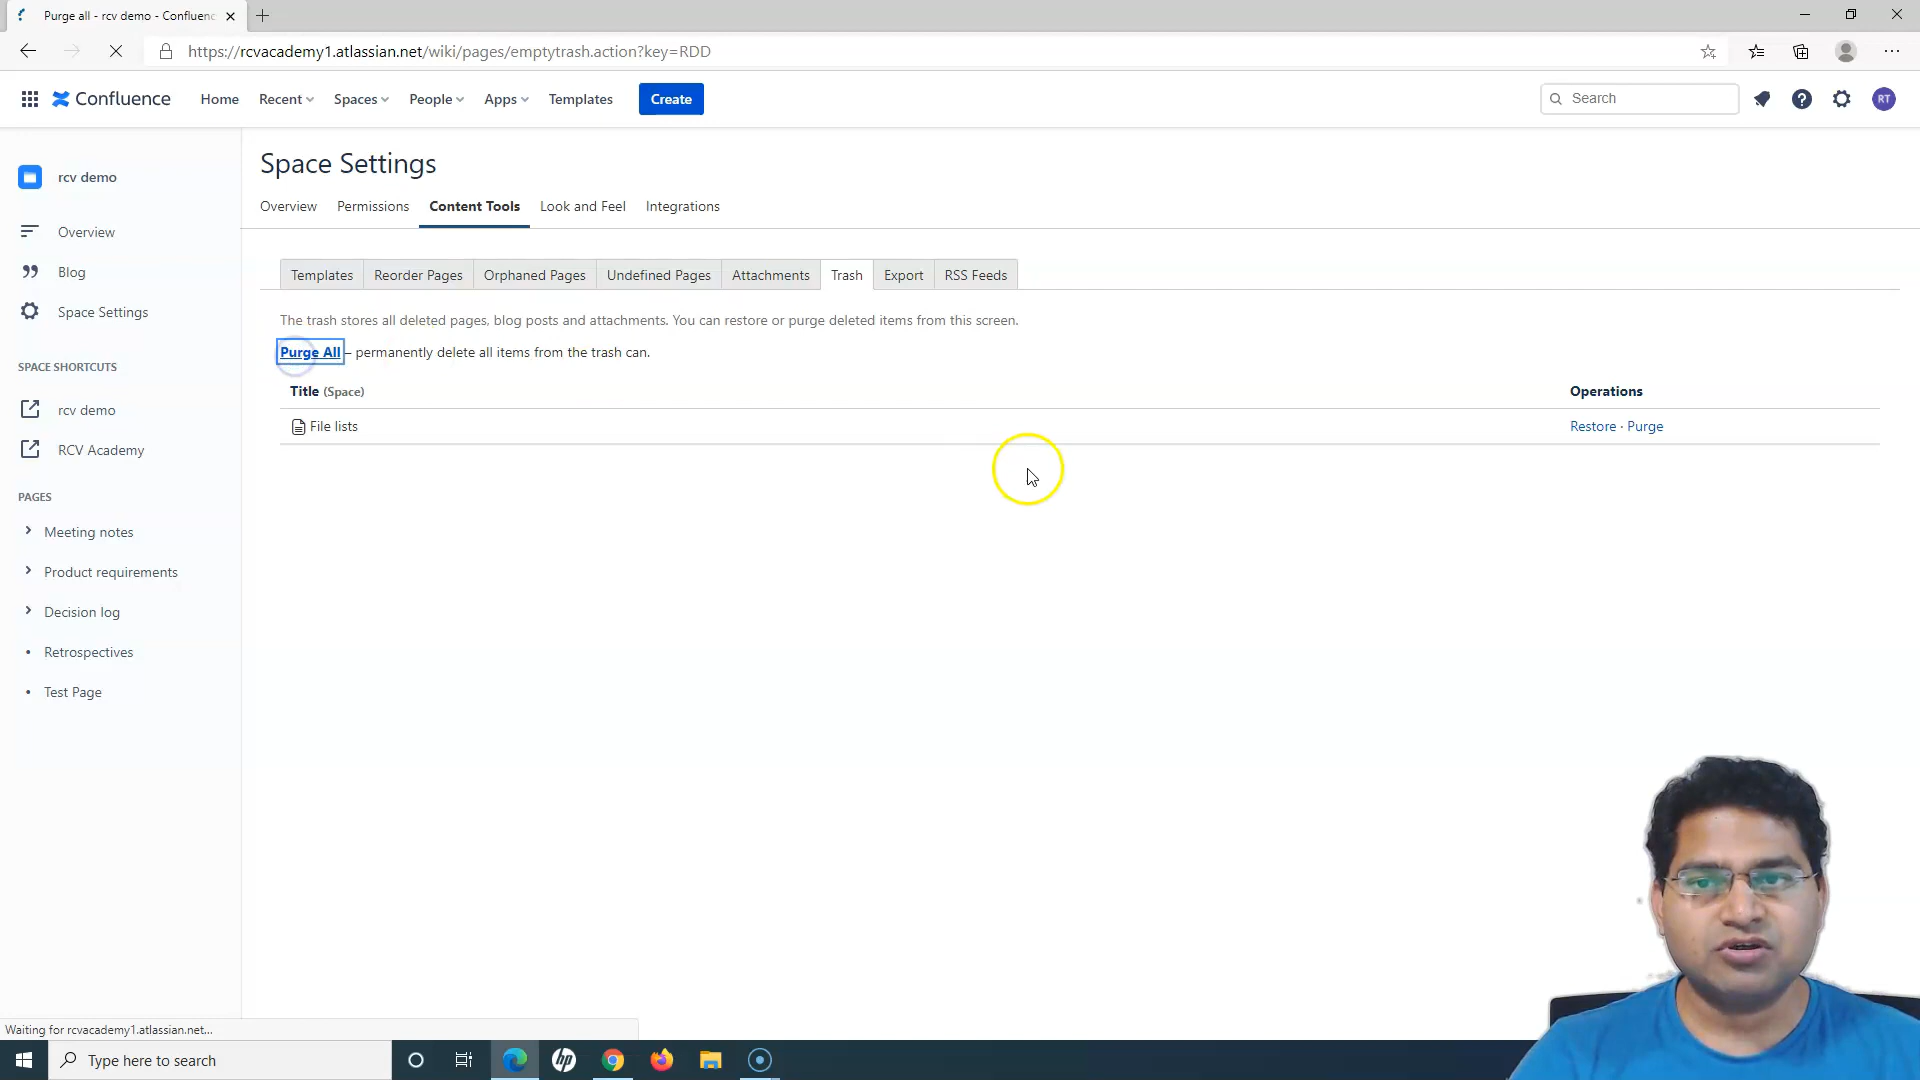 Purge all - rcv demo - Confluenc
https://rcvacademy1.atlassian.net/wiki/pages/emptytrash.action?key=RDD
Confluence
Home
Recent
Spaces
People
Apps
Templates
Create
Search
RT
rcv demo
Overview
Blog
Space Settings
SPACE SHORTCUTS
rcv demo
RCV Academy
PAGES
Meeting notes
Product requirements
Decision log
Retrospectives
Test Page
Space Settings
Overview
Permissions
Content Tools
Look and Feel
Integrations
Templates
Reorder Pages
Orphaned Pages
Undefined Pages
Attachments
Trash
Export
RSS Feeds
The trash stores all deleted pages, blog posts and attachments. You can restore or purge deleted items from this screen.
Purge All – permanently delete all items from the trash can.
Title (Space)
Operations
File lists
Restore · Purge
Waiting for rcvacademy1.atlassian.net...
Type here to search
hp